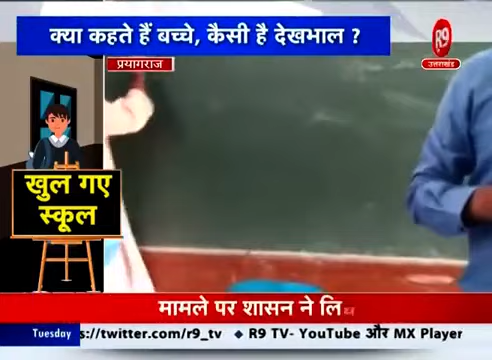 क्या कहते हैं बच्चे, कैसी है देखभाल ?
R9
उत्तराखंड
प्रयागराज
खुल गए
स्कूल
मामले पर शासन ने लि
Tuesday s://twitter.com/r9_tv ◆ R9 TV- YouTube और MX Player